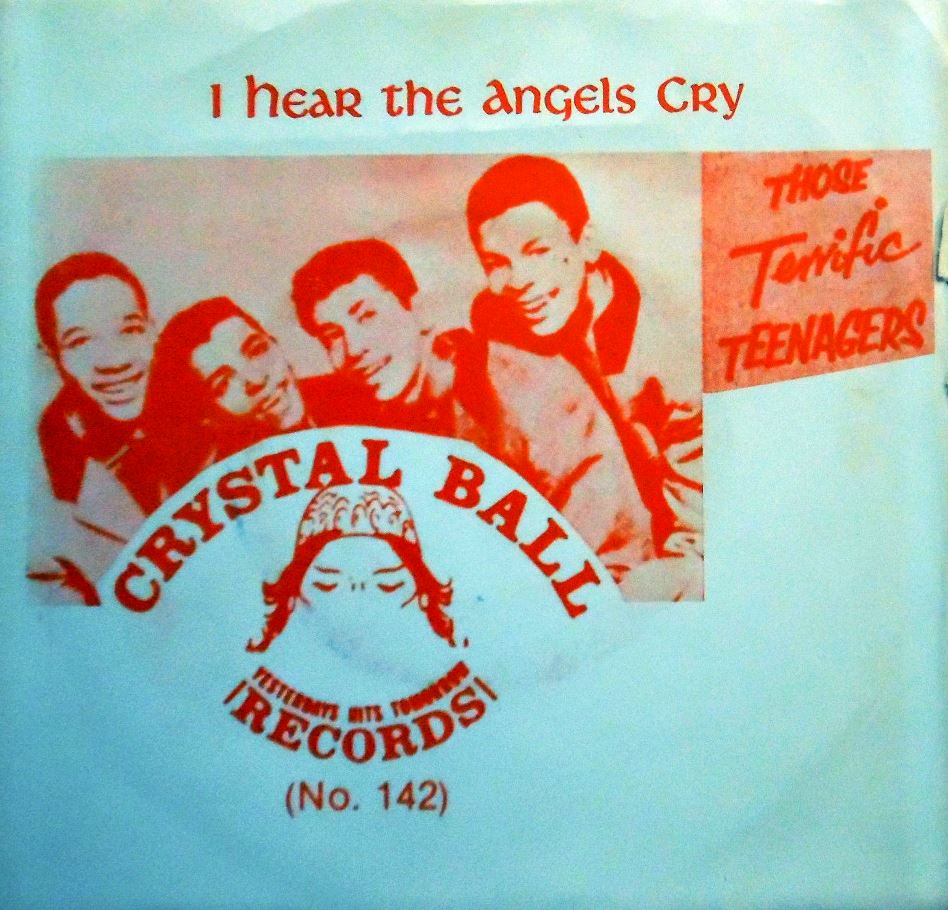 I hear the angels Cry
THOSE
Terrific
TEENAGERS
CRYSTAL BALL
YESTERDAYS HITS TOMORROW
RECORDS
(No. 142)